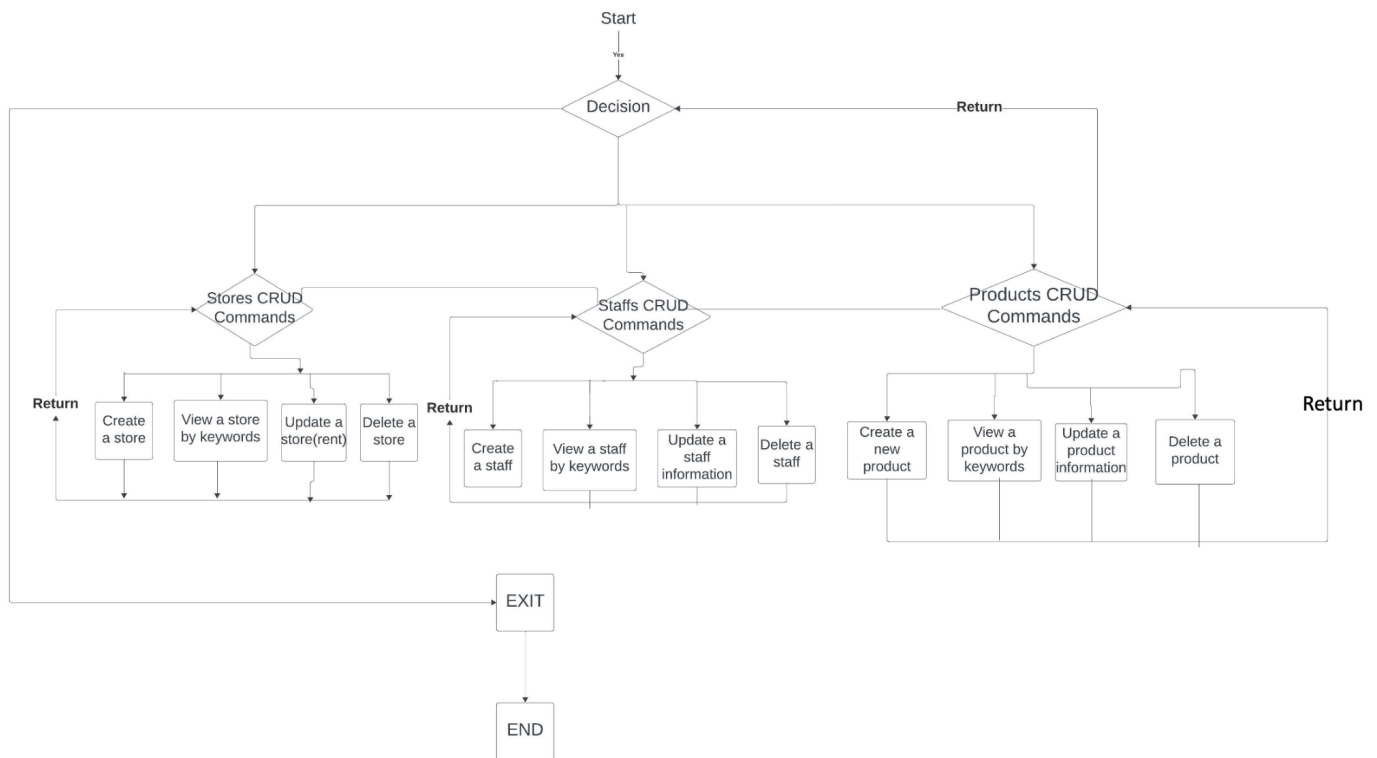 Start
Yes
Decision
Return
Stores CRUD
Commands
Staffs CRUD
Commands
Products CRUD
Commands
Return
Create
a store
View a store
by keywords
Update a
store(rent)
Delete a
store
Return
Create
a staff
View a staff
by keywords
Update a
staff
information
Delete a
staff
Create a
new
product
View a
product by
keywords
Update a
product
information
Delete a
product
Return
EXIT
END